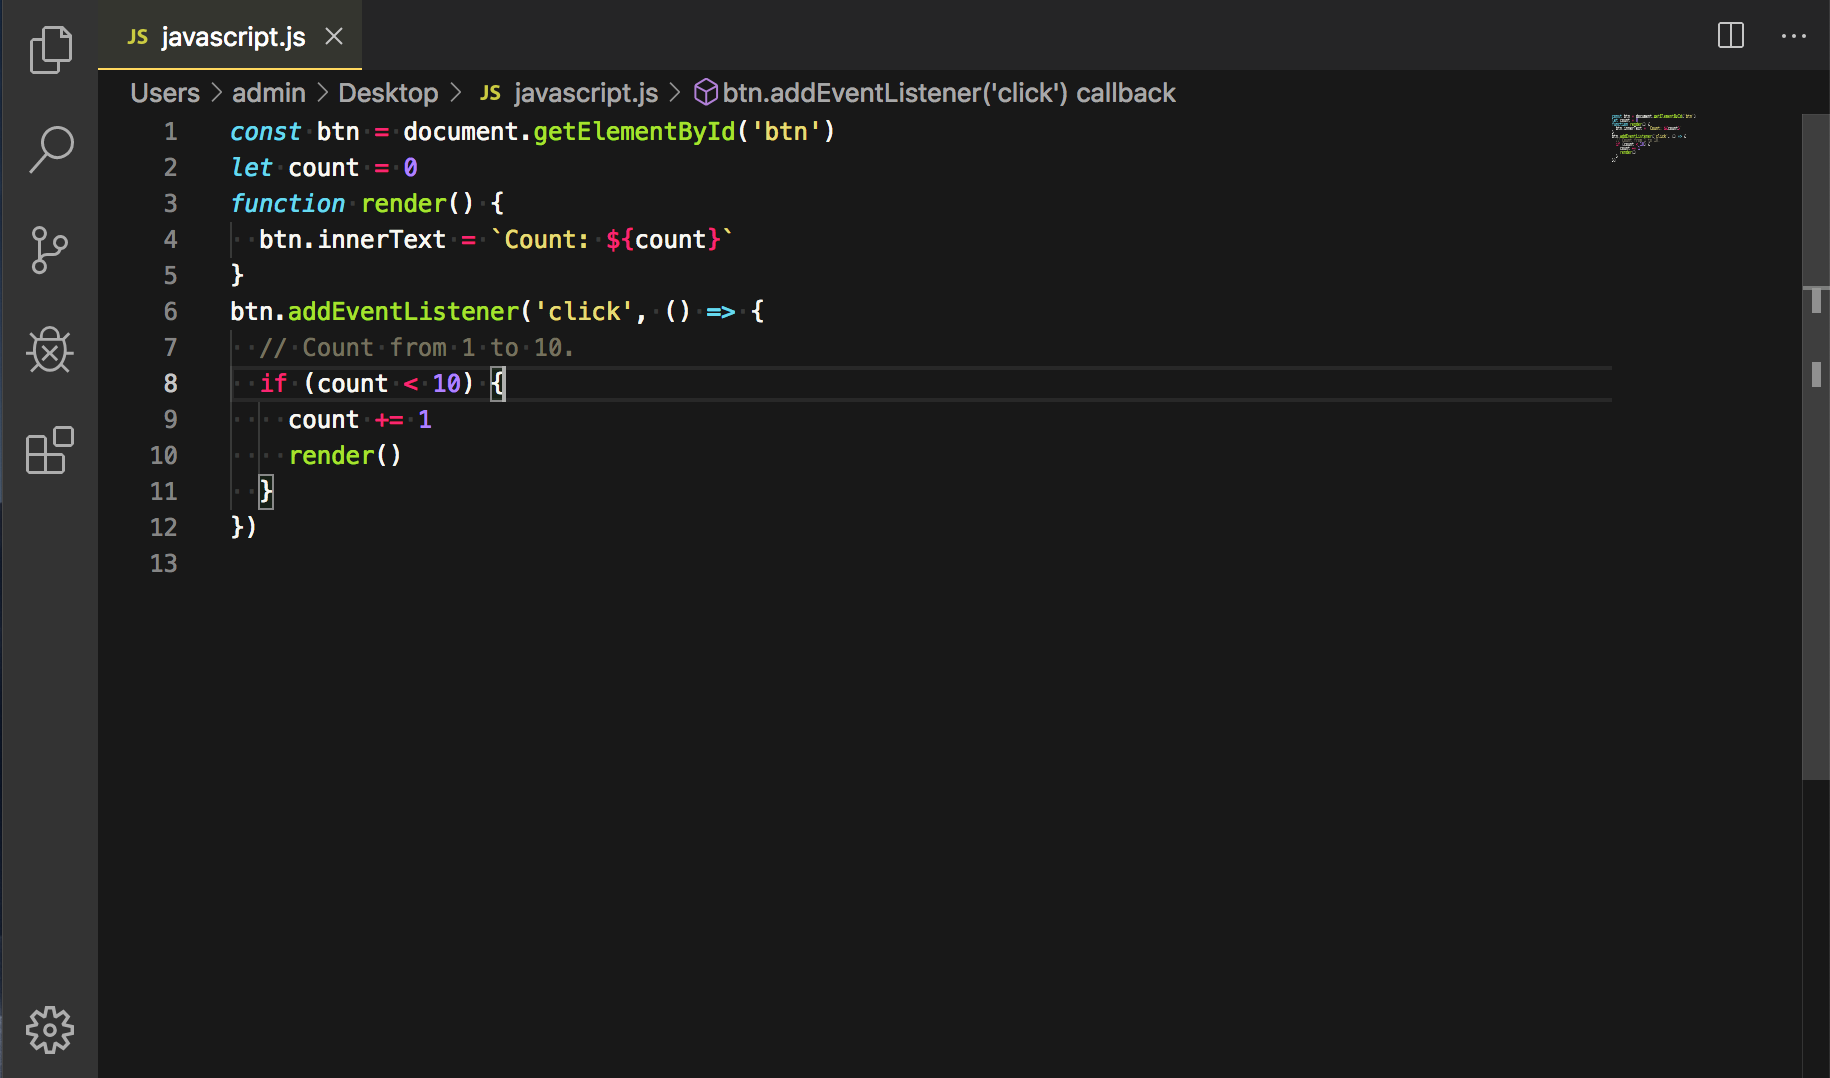 JS javascript.js
Users > admin > Desktop > JS javascript.js > btn.addEventListener('click') callback
1 const btn = document.getElementById('btn')
2 let count = 0
3 function render() {
4   btn.innerText = `Count: ${count}`
5 }
6 btn.addEventListener('click', () => {
7   // Count from 1 to 10.
8   if (count < 10) {
9     count += 1
10     render()
11   }
12 })
13